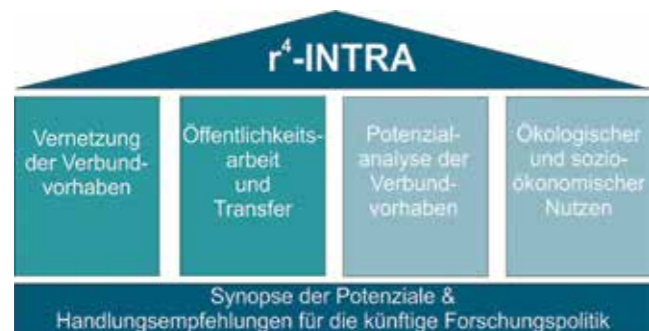 r⁴-INTRA
Vernetzung
der Verbund-
vorhaben
Öffentlichkeits-
arbeit
und
Transfer
Potenzial-
analyse der
Verbund-
vorhaben
Ökologischer
und sozio-
ökonomischer
Nutzen
Synopse der Potenziale &
Handlungsempfehlungen für die künftige Forschungspolitik